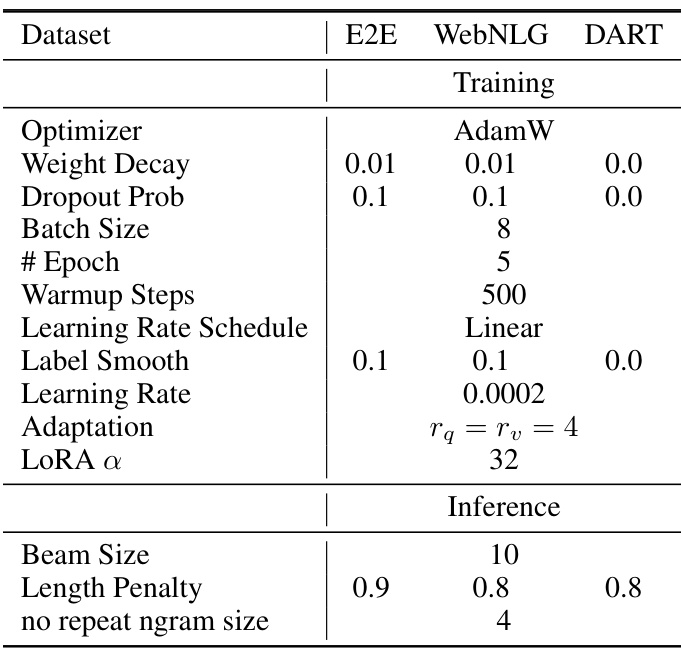 Dataset E2E WebNLG DART
Training
Optimizer AdamW
Weight Decay 0.01 0.01 0.0
Dropout Prob 0.1 0.1 0.0
Batch Size 8
# Epoch 5
Warmup Steps 500
Learning Rate Schedule Linear
Label Smooth 0.1 0.1 0.0
Learning Rate 0.0002
Adaptation r_q = r_v = 4
LoRA α 32
Inference
Beam Size 10
Length Penalty 0.9 0.8 0.8
no repeat ngram size 4